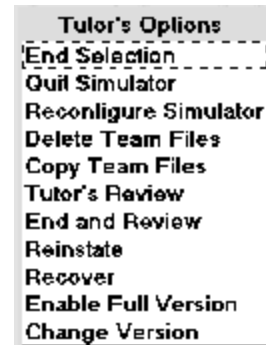 Tutor's Options
End Selection
Quit Simulator
Reconfigure Simulator
Delete Team Files
Copy Team Files
Tutor's Review
End and Review
Reinstate
Recover
Enable Full Version
Change Version